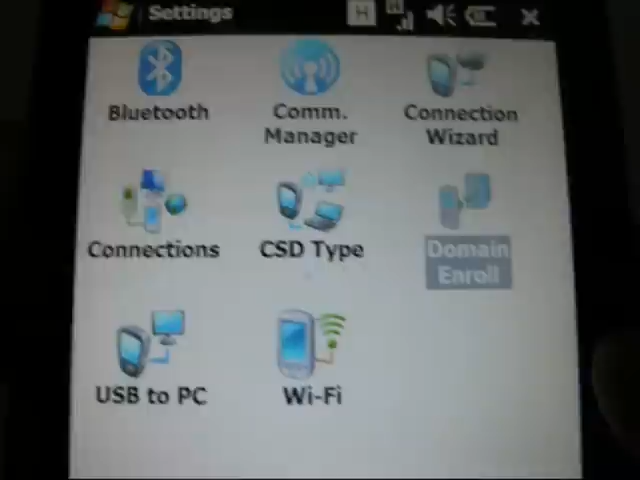 Settings
H H
Bluetooth
Comm.
Manager
Connection
Wizard
Connections
CSD Type
Domain
Enroll
USB to PC
Wi-Fi